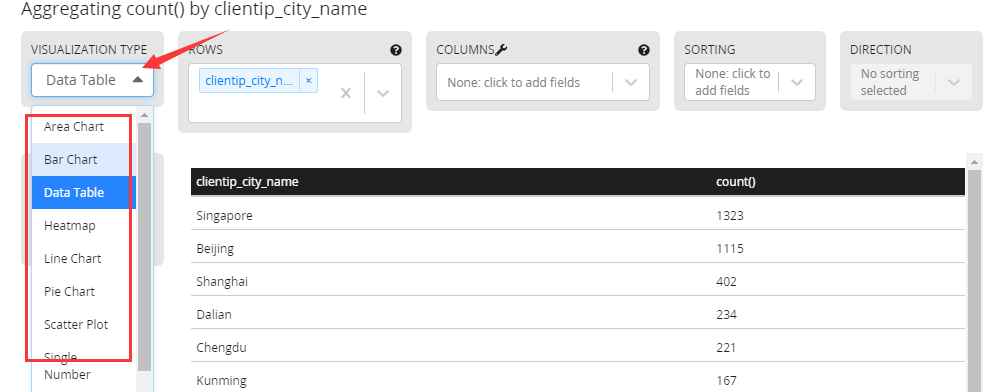 Aggregating count() by clientip_city_name
VISUALIZATION TYPE
Data Table
Area Chart
Bar Chart
Data Table
Heatmap
Line Chart
Pie Chart
Scatter Plot
Single
Number
ROWS
clientip_city_n... ×
COLUMNS
None: click to add fields
SORTING
None: click to
add fields
DIRECTION
No sorting
selected
clientip_city_name count()
Singapore 1323
Beijing 1115
Shanghai 402
Dalian 234
Chengdu 221
Kunming 167